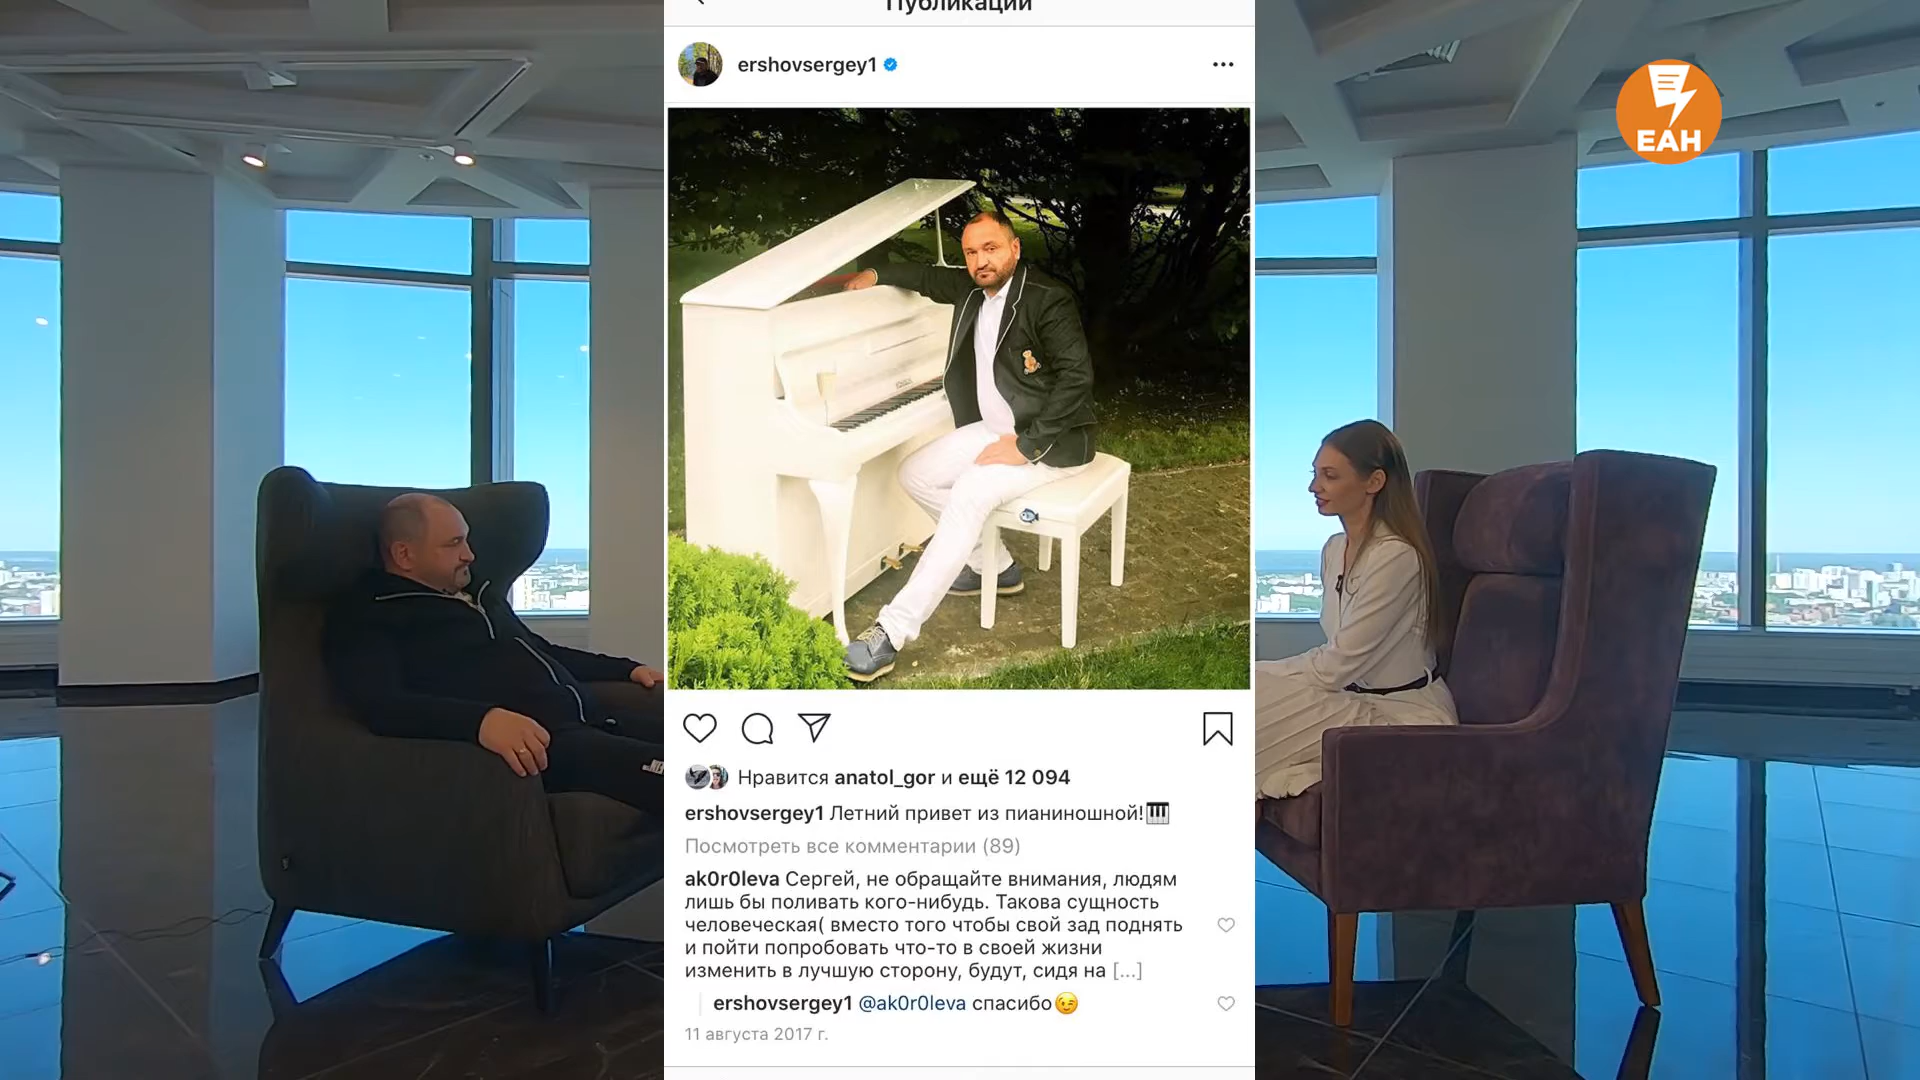 Публикации
ershovsergey1
ЕАН
Нравится anatol_gor и ещё 12 094
ershovsergey1 Летний привет из пианиношной!🎹
Посмотреть все комментарии (89)
ak0r0leva Сергей, не обращайте внимания, людям
лишь бы поливать кого-нибудь. Такова сущность
человеческая( вместо того чтобы свой зад поднять
и пойти попробовать что-то в своей жизни
изменить в лучшую сторону, будут, сидя на [...]
ershovsergey1 @ak0r0leva спасибо😉
11 августа 2017 г.